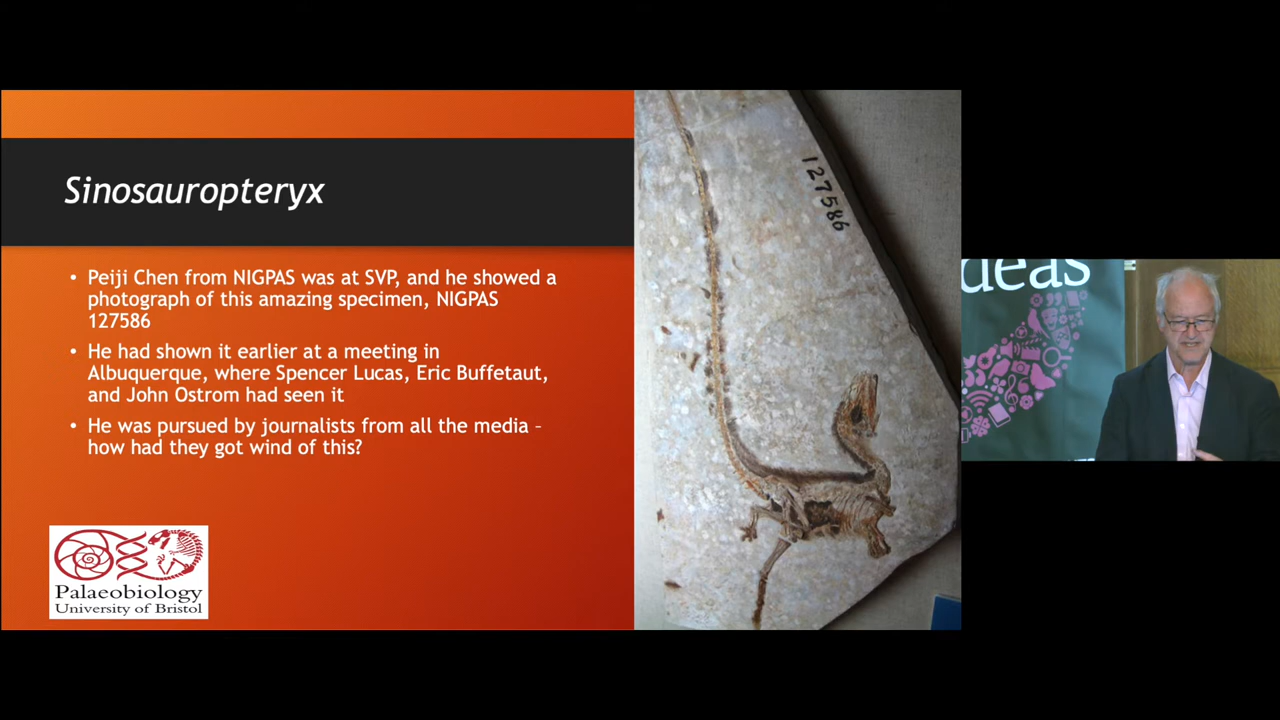 Sinosauropteryx
• Peiji Chen from NIGPAS was at SVP, and he showed a
photograph of this amazing specimen, NIGPAS
127586
• He had shown it earlier at a meeting in
Albuquerque, where Spencer Lucas, Eric Buffetaut,
and John Ostrom had seen it
• He was pursued by journalists from all the media –
how had they got wind of this?
Palaeobiology
University of Bristol
127586
ideas